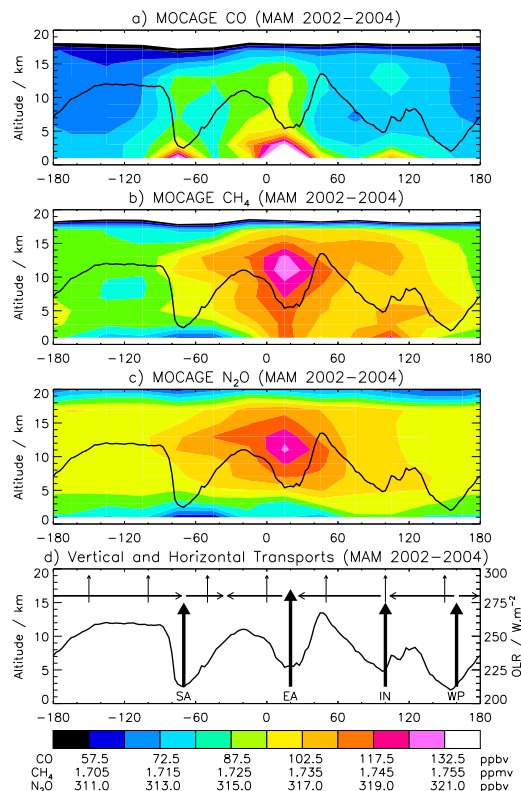 a) MOCAGE CO (MAM 2002−2004)
20
15
10
5
0
Altitude / km
−180 −120 −60 0 60 120 180
b) MOCAGE CH4 (MAM 2002−2004)
20
15
10
5
0
Altitude / km
−180 −120 −60 0 60 120 180
c) MOCAGE N2O (MAM 2002−2004)
20
15
10
5
0
Altitude / km
−180 −120 −60 0 60 120 180
d) Vertical and Horizontal Transports (MAM 2002−2004)
20 300
15 275
10 250
5 225
0 200
Altitude / km
OLR / W.m−2
SA EA IN WP
−180 −120 −60 0 60 120 180
CO 57.5 72.5 87.5 102.5 117.5 132.5 ppbv
CH4 1.705 1.715 1.725 1.735 1.745 1.755 ppmv
N2O 311.0 313.0 315.0 317.0 319.0 321.0 ppbv